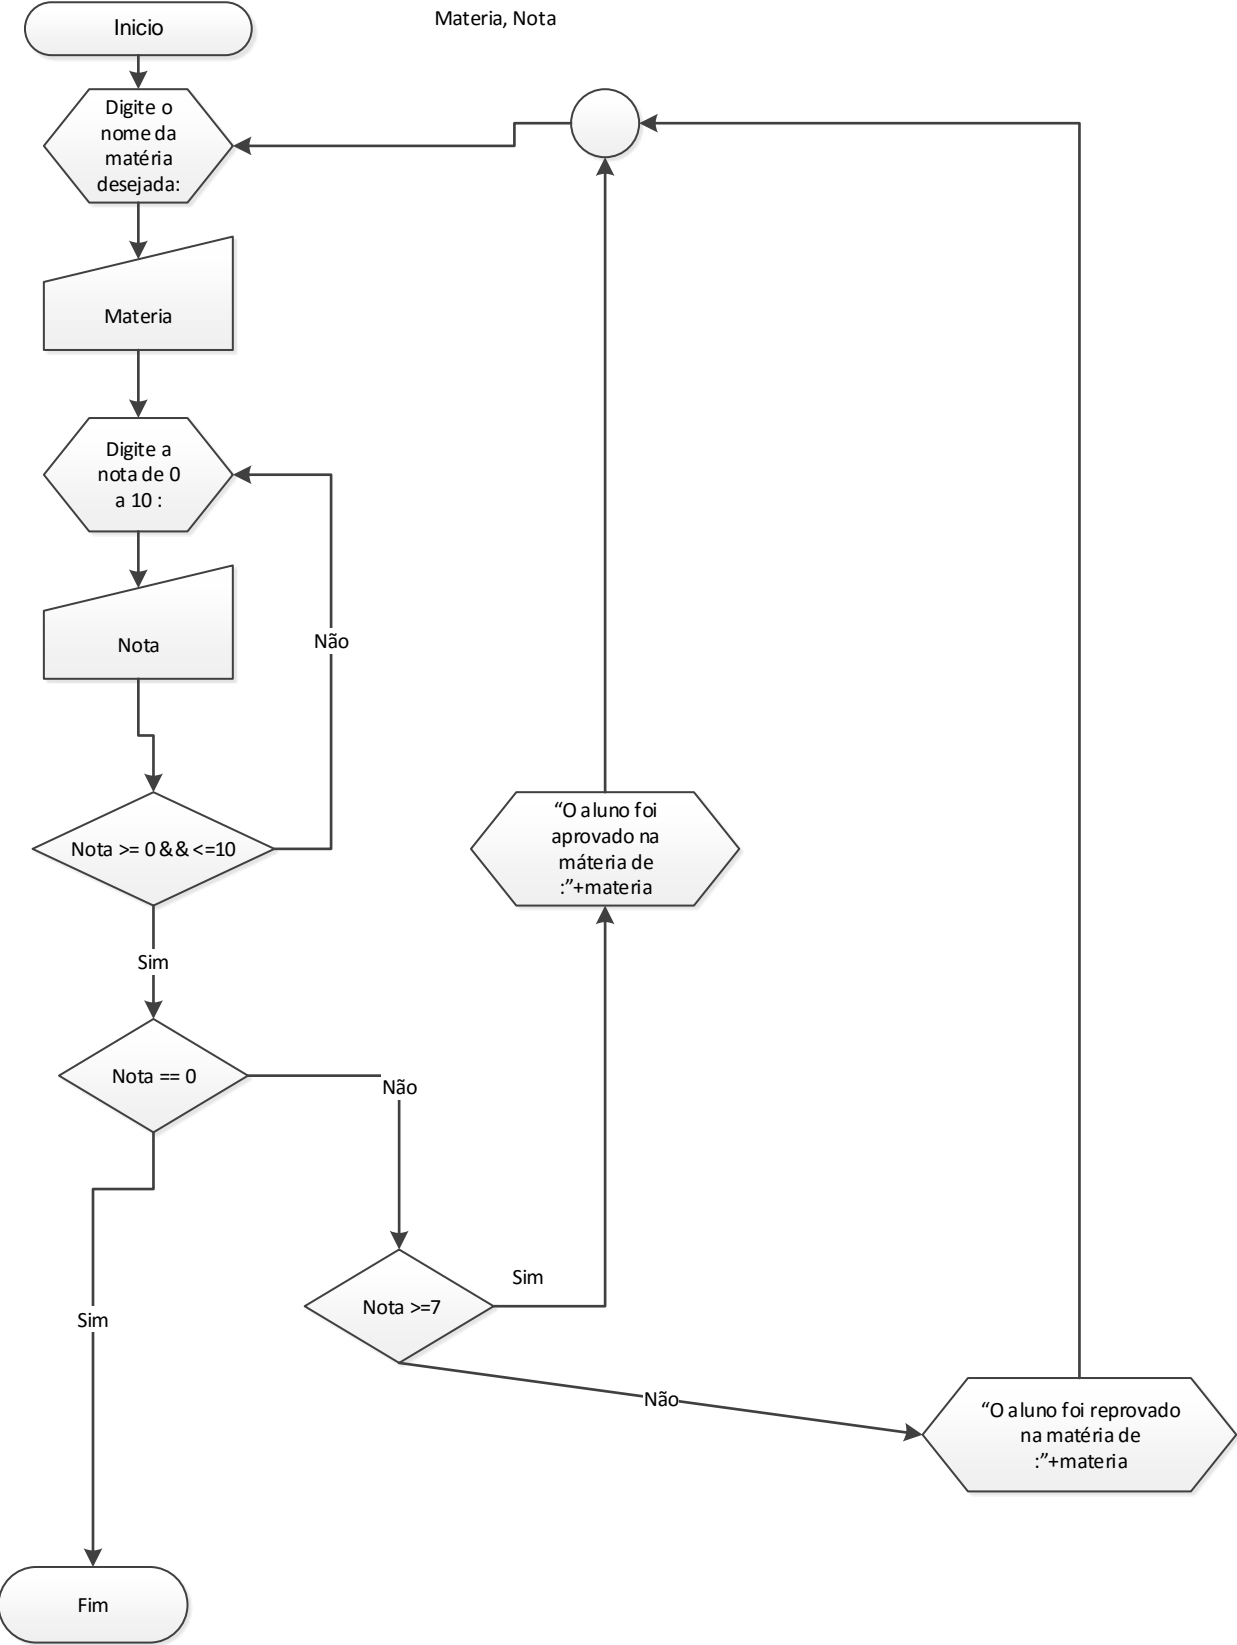 Inicio
Materia, Nota
Digite o
nome da
matéria
desejada:
Materia
Digite a
nota de 0
a 10 :
Nota
Não
Nota >= 0 && <=10
“O aluno foi
aprovado na
máteria de
:”+materia
Sim
Nota == 0
Não
Nota >=7
Sim
Sim
Não
“O aluno foi reprovado
na matéria de
:”+materia
Fim